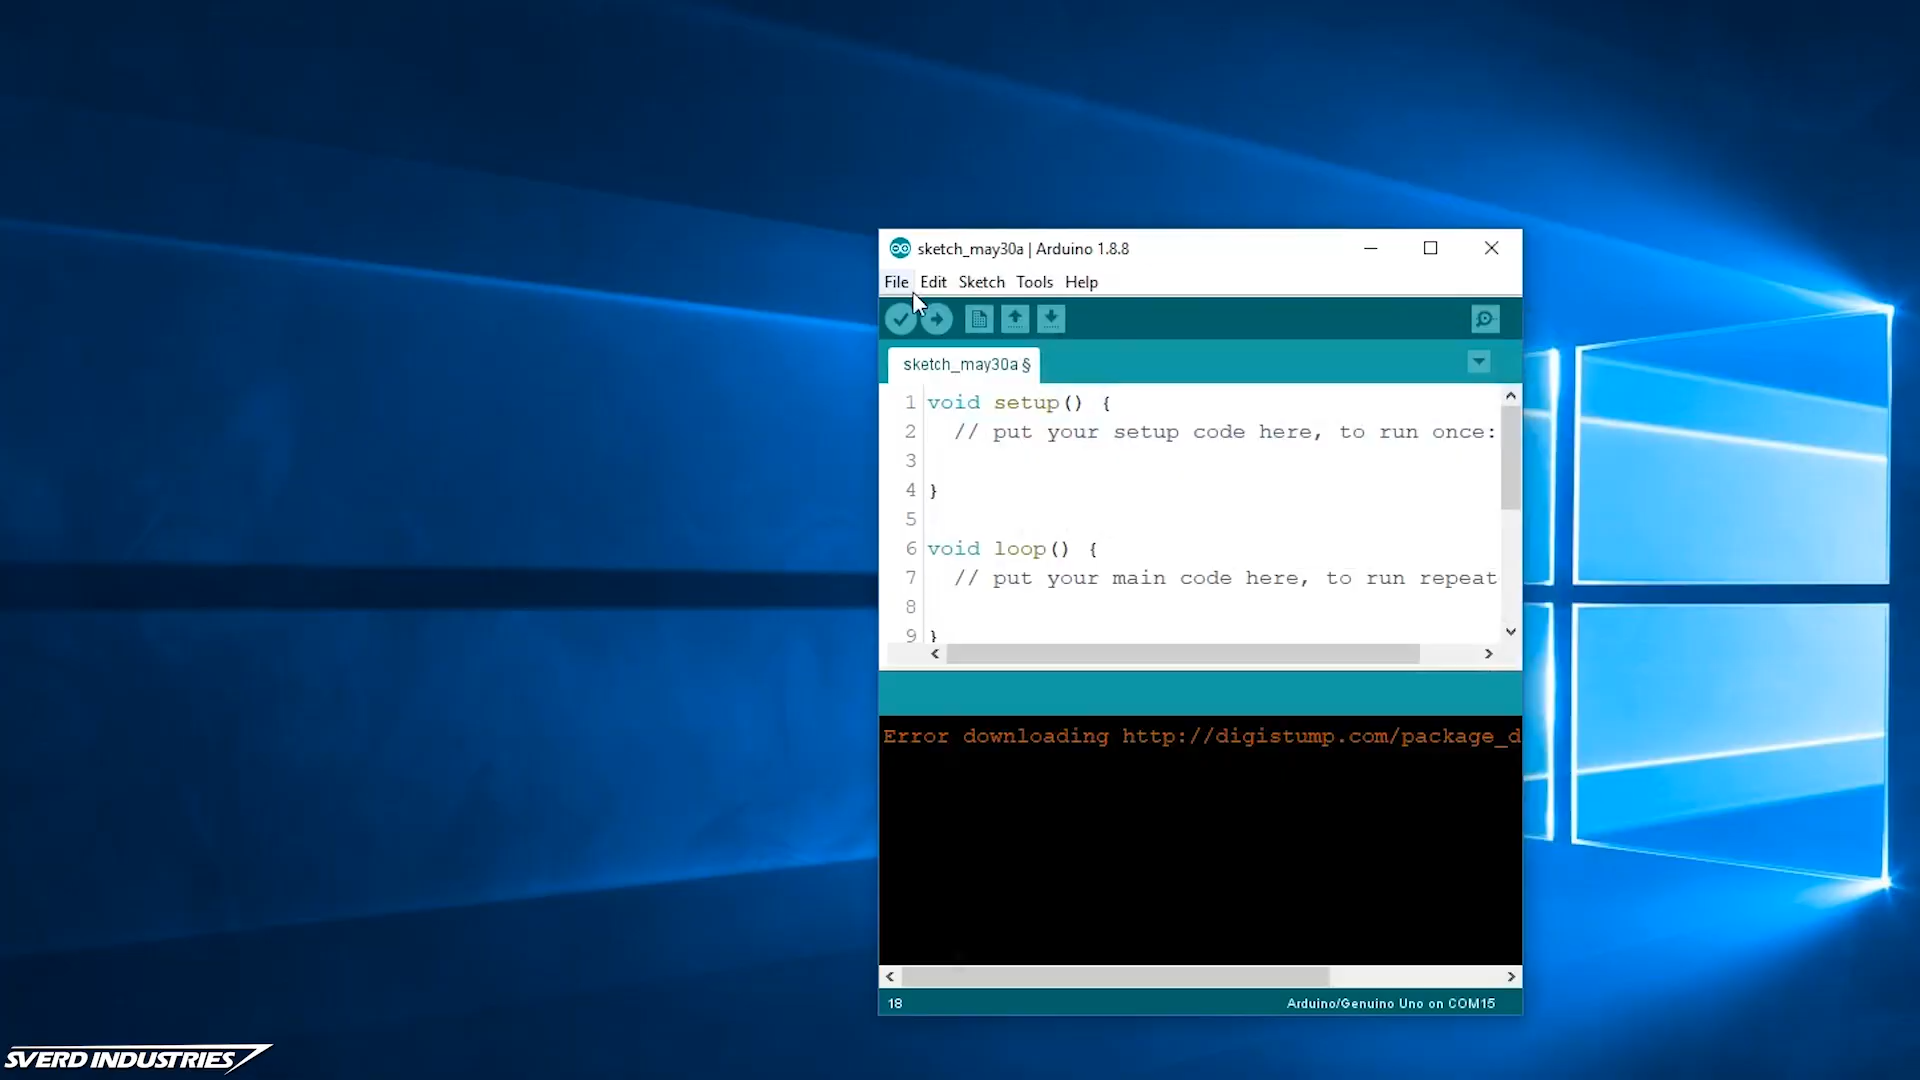 sketch_may30a | Arduino 1.8.8
File Edit Sketch Tools Help
sketch_may30a §
1 void setup() {
2 // put your setup code here, to run once:
3
4 }
5
6 void loop() {
7 // put your main code here, to run repeat
8
9 }
Error downloading http://digistump.com/package_d
18 Arduino/Genuino Uno on COM15
SVERD INDUSTRIES